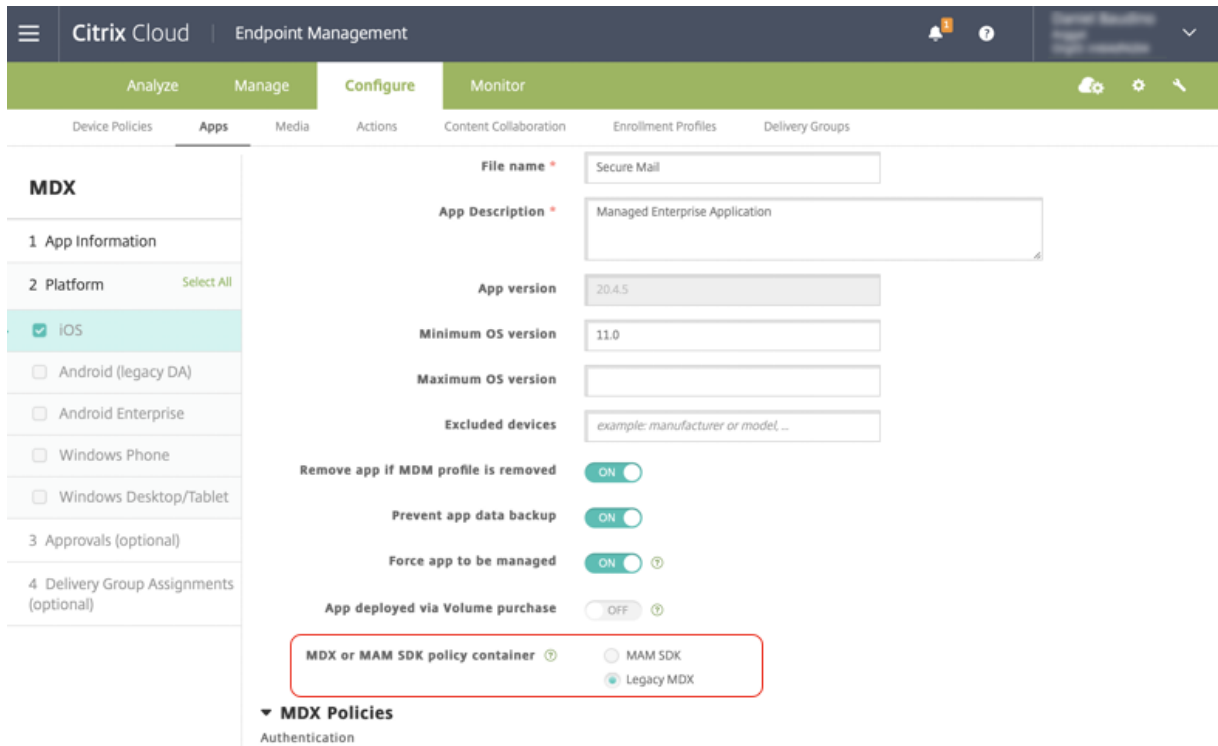 Citrix Cloud | Endpoint Management
1
?
Analyze Manage Configure Monitor
Device Policies Apps Media Actions Content Collaboration Enrollment Profiles Delivery Groups
MDX
1 App Information
2 Platform Select All
iOS
Android (legacy DA)
Android Enterprise
Windows Phone
Windows Desktop/Tablet
3 Approvals (optional)
4 Delivery Group Assignments
(optional)
File name * Secure Mail
App Description * Managed Enterprise Application
App version 20.4.5
Minimum OS version 11.0
Maximum OS version
Excluded devices example: manufacturer or model, ...
Remove app if MDM profile is removed ON
Prevent app data backup ON
Force app to be managed ON ?
App deployed via Volume purchase OFF ?
MDX or MAM SDK policy container ? MAM SDK
Legacy MDX
MDX Policies
Authentication